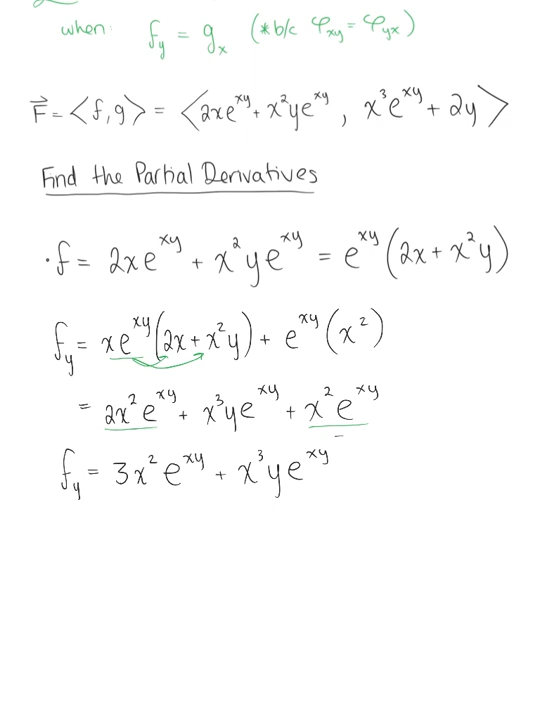 when: f_y = g_x (*b/c φ_xy = φ_yx)
F⃗ = <f, g> = <2xe^xy + x²ye^xy, x³e^xy + 2y>
Find the Partial Derivatives
· f = 2xe^xy + x²ye^xy = e^xy(2x + x²y)
f_y = xe^xy(2x + x²y) + e^xy(x²)
= 2x²e^xy + x³ye^xy + x²e^xy
f_y = 3x²e^xy + x³ye^xy